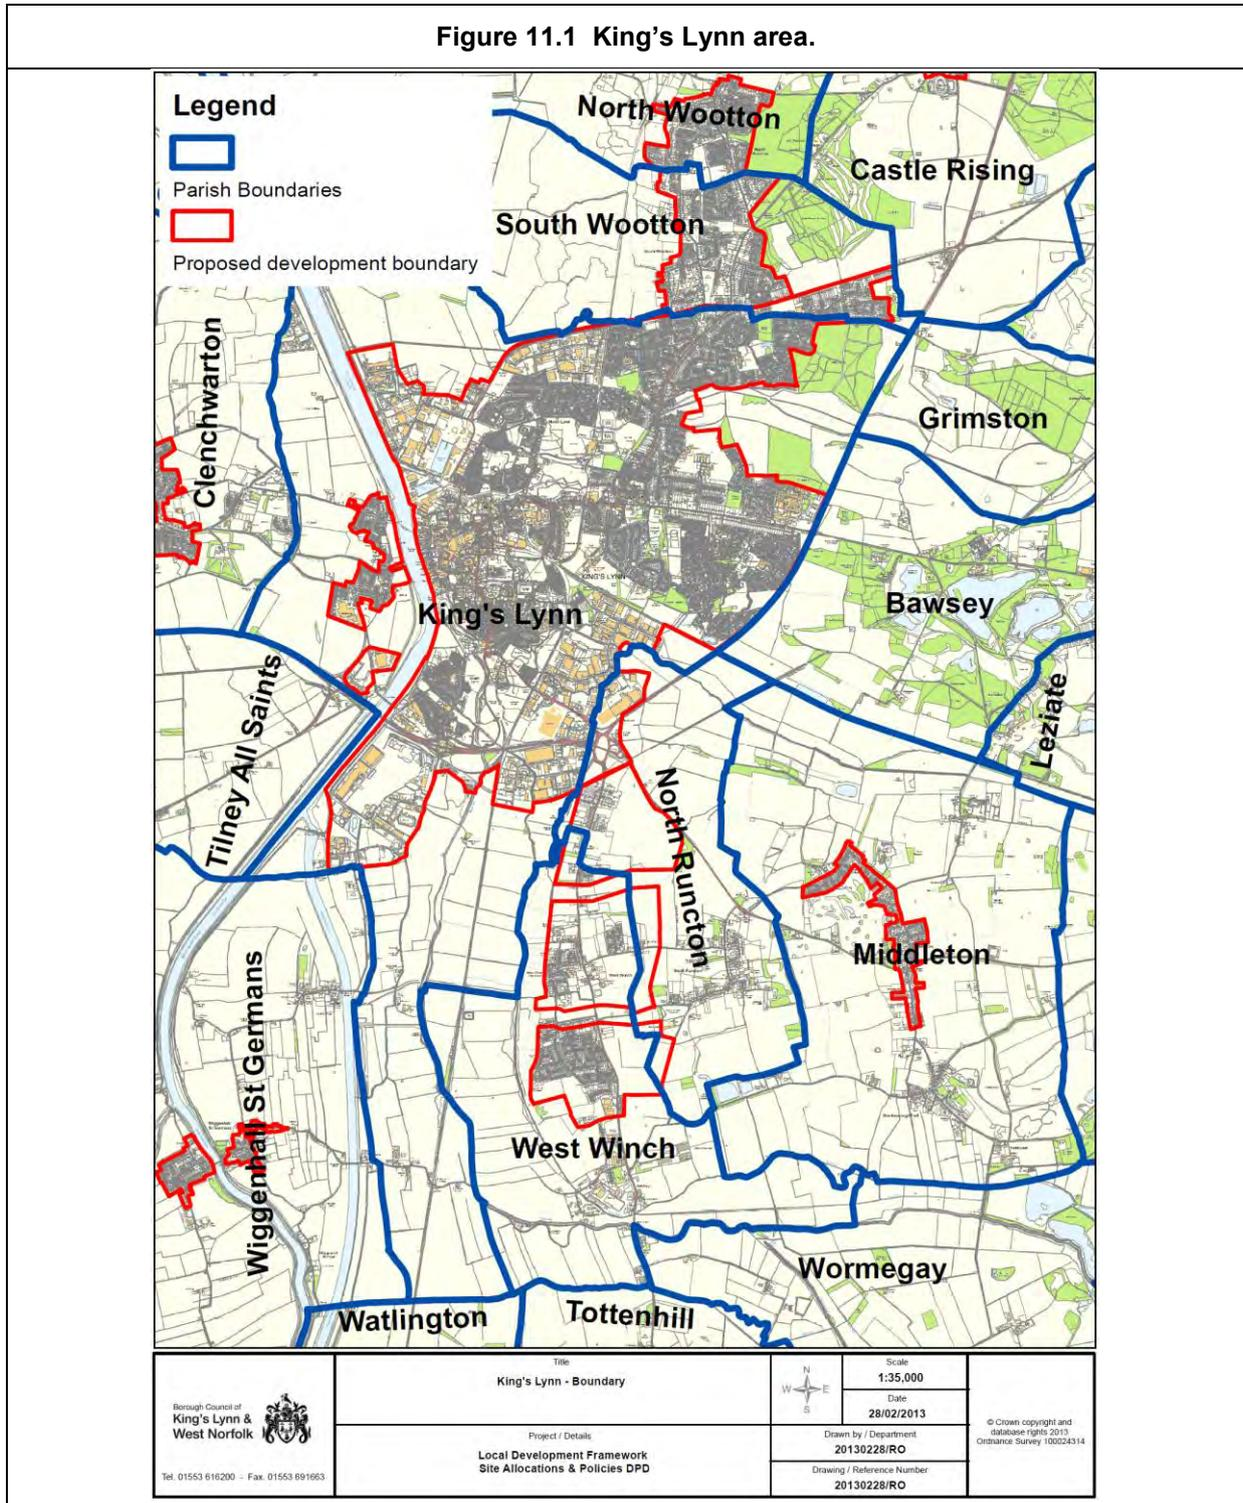 Figure 11.1 King's Lynn area.
Legend
Parish Boundaries
Proposed development boundary
North Wootton
Castle Rising
South Wootton
Clenchwarton
Grimston
KING'S LYNN
Bawsey
King's Lynn
Tilney All Saints
Leziate
North Runcton
Middleton
Wiggenhall St Germans
West Winch
Wormegay
Watlington
Tottenhill
Borough Council of
King's Lynn &
West Norfolk
Tel. 01553 616200 - Fax. 01553 691663
Title
King's Lynn - Boundary
Project / Details
Local Development Framework
Site Allocations & Policies DPD
N
W E
S
Scale
1:35,000
Date
28/02/2013
Drawn by / Department
20130228/RO
Drawing / Reference Number
20130228/RO
© Crown copyright and
database rights 2013
Ordnance Survey 100024314